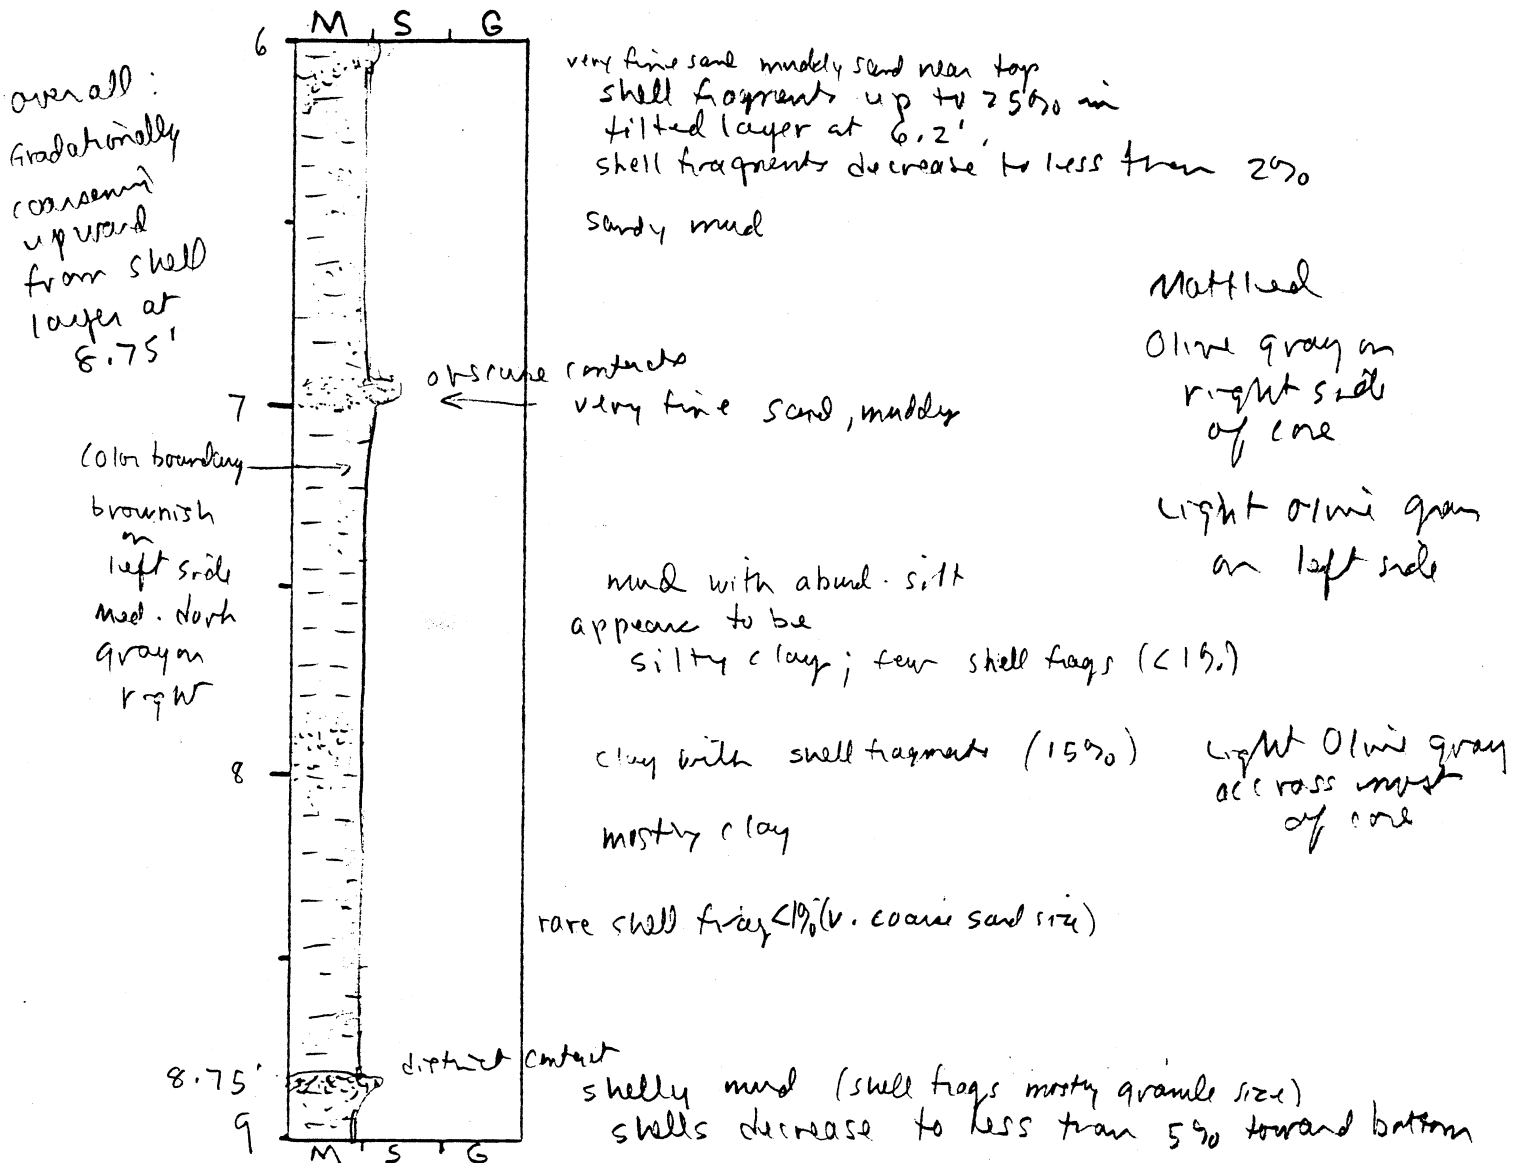 M S G
6
very fine sand muddy sand near top
shell fragments up to 25% in
tilted layer at 6.2'.
shell fragments decrease to less than 2%
sandy mud
overall:
Gradationally
coarsening
upward
from shell
layer at
8.75'
Mottled
Olive gray on
right side
of core
Light olive gray
on left side
obscure contacts
7
very fine sand, muddy
color boundary
brownish
on
left side
med. dark
gray on
right
mud with abund. silt
appears to be
silty clay; few shell frags (<1%)
8
clay with shell fragments (15%)
Light Olive gray
accross most
of core
mostly clay
rare shell frag <1% (v. coarse sand size)
distinct contact
8.75'
shelly mud (shell frags mostly granule size)
shells decrease to less than 5% toward bottom
9
M S G